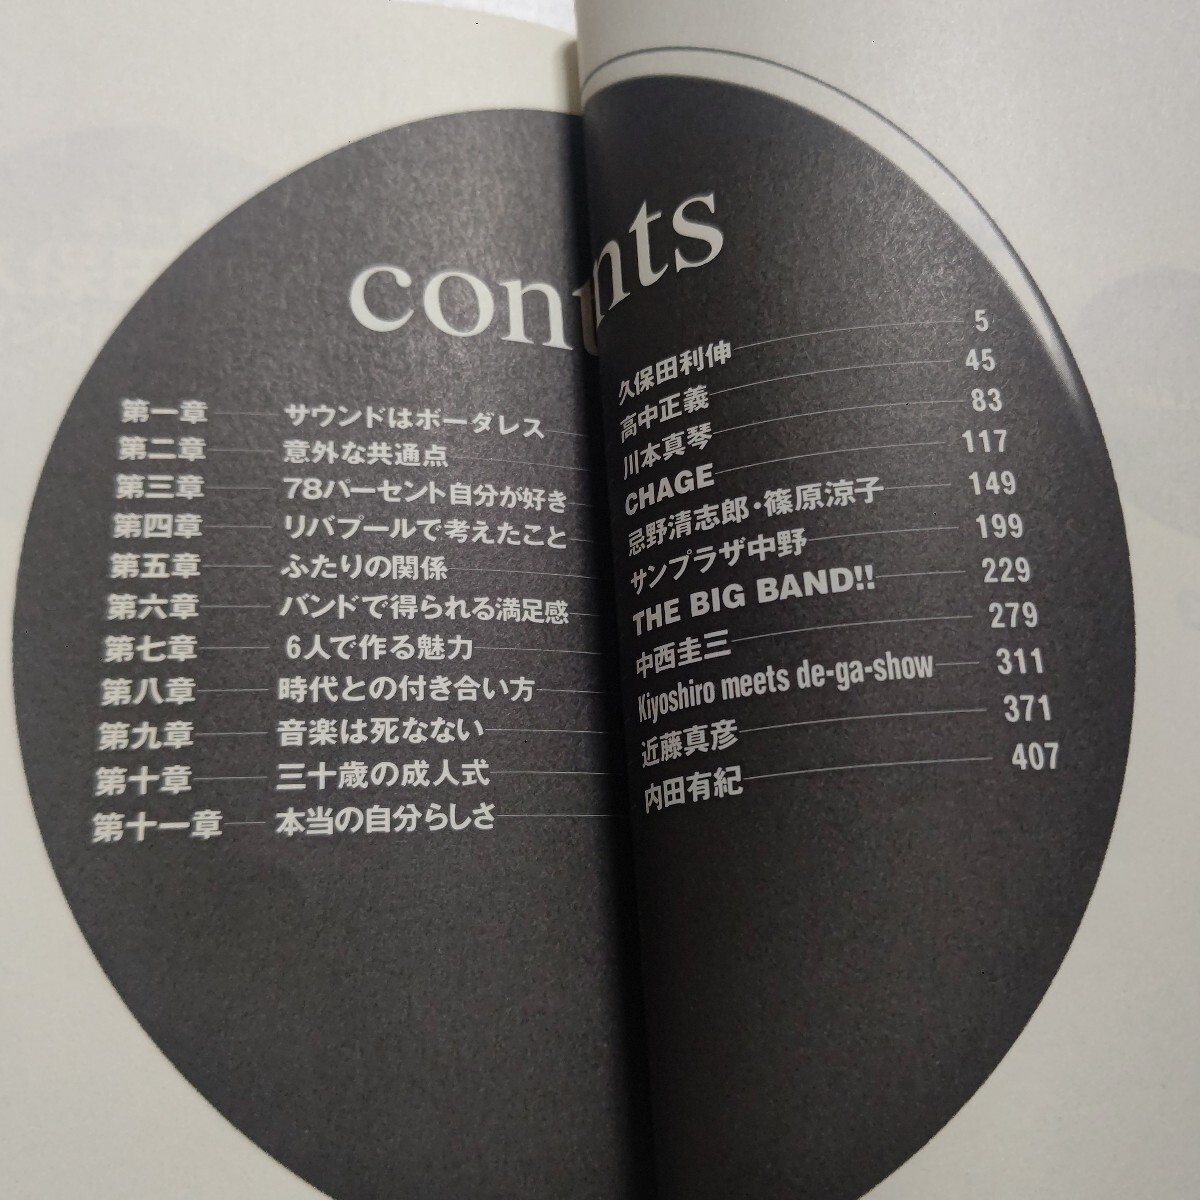 contents
第一章 サウンドはボーダレス 久保田利伸 5
第二章 意外な共通点 高中正義 45
第三章 78パーセント自分が好き 川本真琴 83
第四章 リバプールで考えたこと CHAGE 117
第五章 ふたりの関係 忌野清志郎・篠原涼子 149
第六章 バンドで得られる満足感 サンプラザ中野 199
第七章 6人で作る魅力 THE BIG BAND!! 229
第八章 時代との付き合い方 中西圭三 279
第九章 音楽は死なない Kiyoshiro meets de-ga-show 311
第十章 三十歳の成人式 近藤真彦 371
第十一章 本当の自分らしさ 内田有紀 407